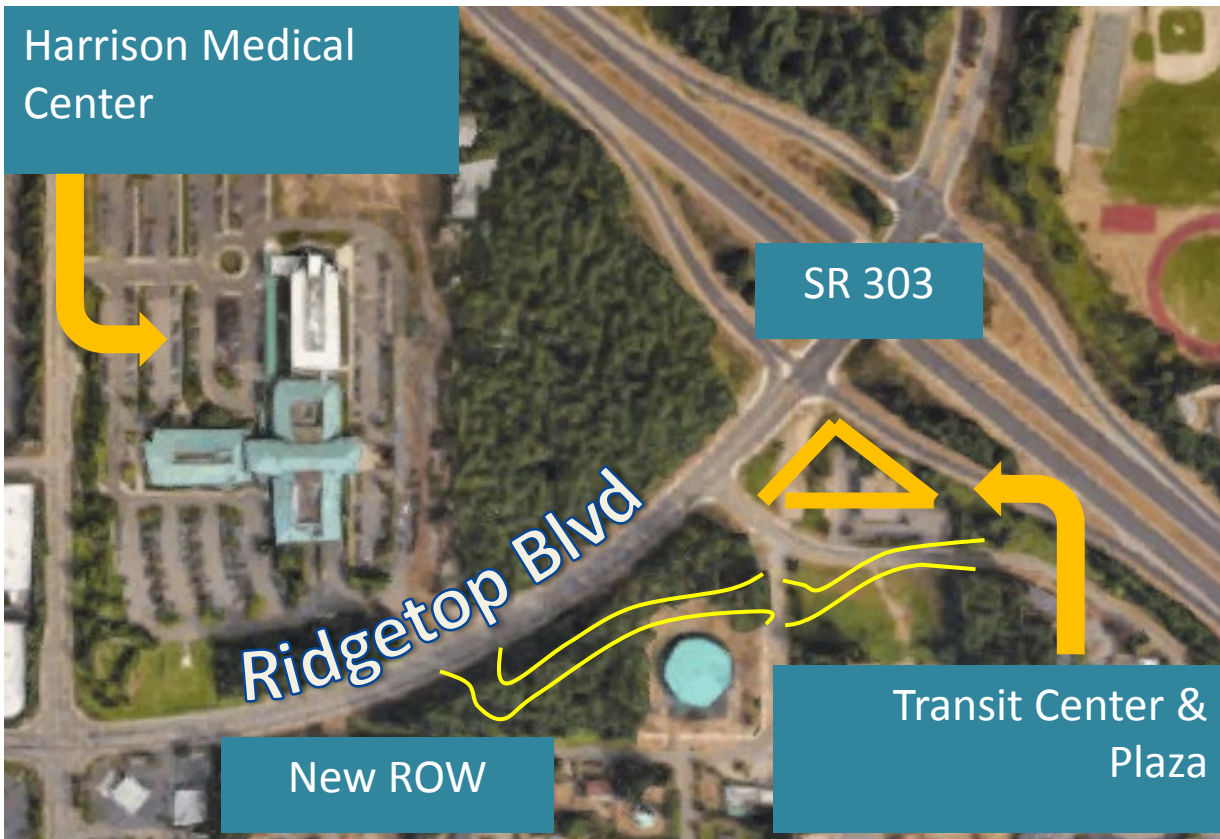 Harrison Medical
Center
SR 303
Ridgetop Blvd
Transit Center &
Plaza
New ROW